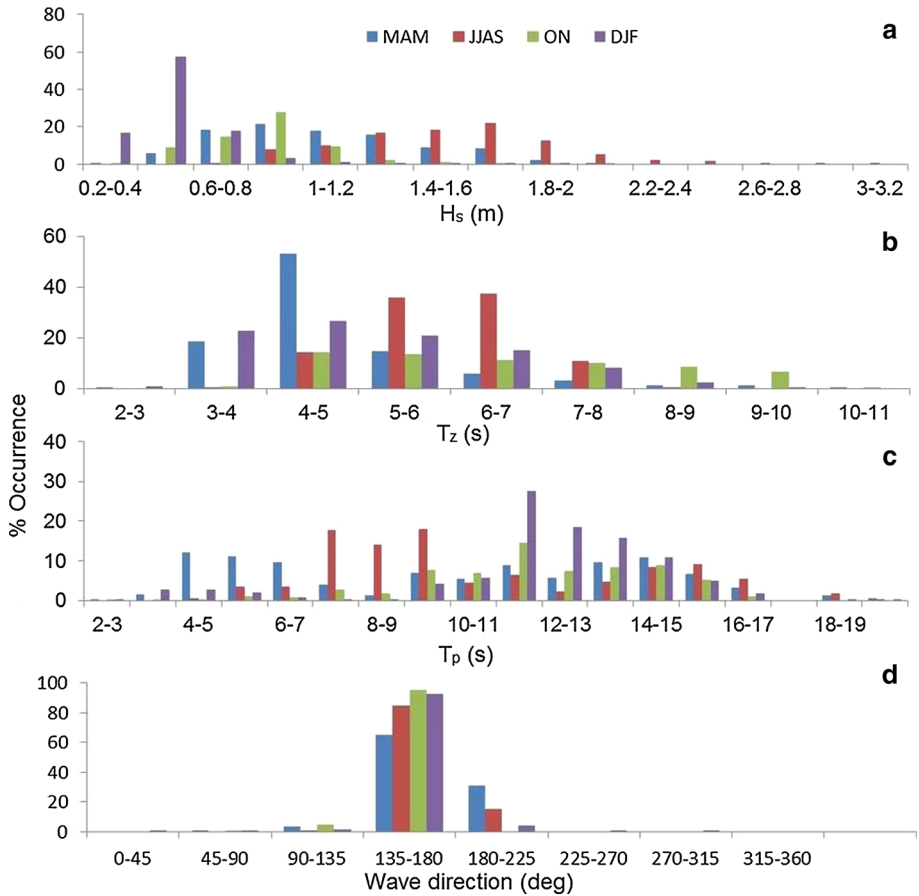 80
60
40
20
0
MAM JJAS ON DJF
a
0.2-0.4 0.6-0.8 1-1.2 1.4-1.6 1.8-2 2.2-2.4 2.6-2.8 3-3.2
Hs (m)
60
40
20
0
b
2-3 3-4 4-5 5-6 6-7 7-8 8-9 9-10 10-11
Tz (s)
% Occurrence
40
30
20
10
0
c
2-3 4-5 6-7 8-9 10-11 12-13 14-15 16-17 18-19
Tp (s)
100
80
60
40
20
0
d
0-45 45-90 90-135 135-180 180-225 225-270 270-315 315-360
Wave direction (deg)